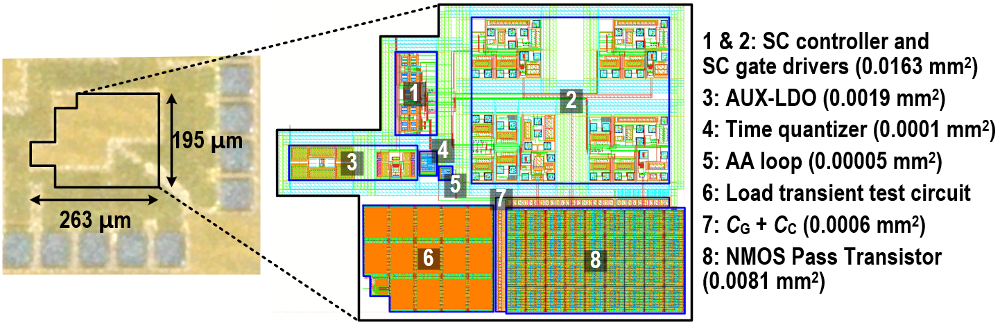 195 μm
263 μm
1
2
3
4
5
6
7
8
1 & 2: SC controller and
SC gate drivers (0.0163 mm²)
3: AUX-LDO (0.0019 mm²)
4: Time quantizer (0.0001 mm²)
5: AA loop (0.00005 mm²)
6: Load transient test circuit
7: CG + CC (0.0006 mm²)
8: NMOS Pass Transistor
(0.0081 mm²)